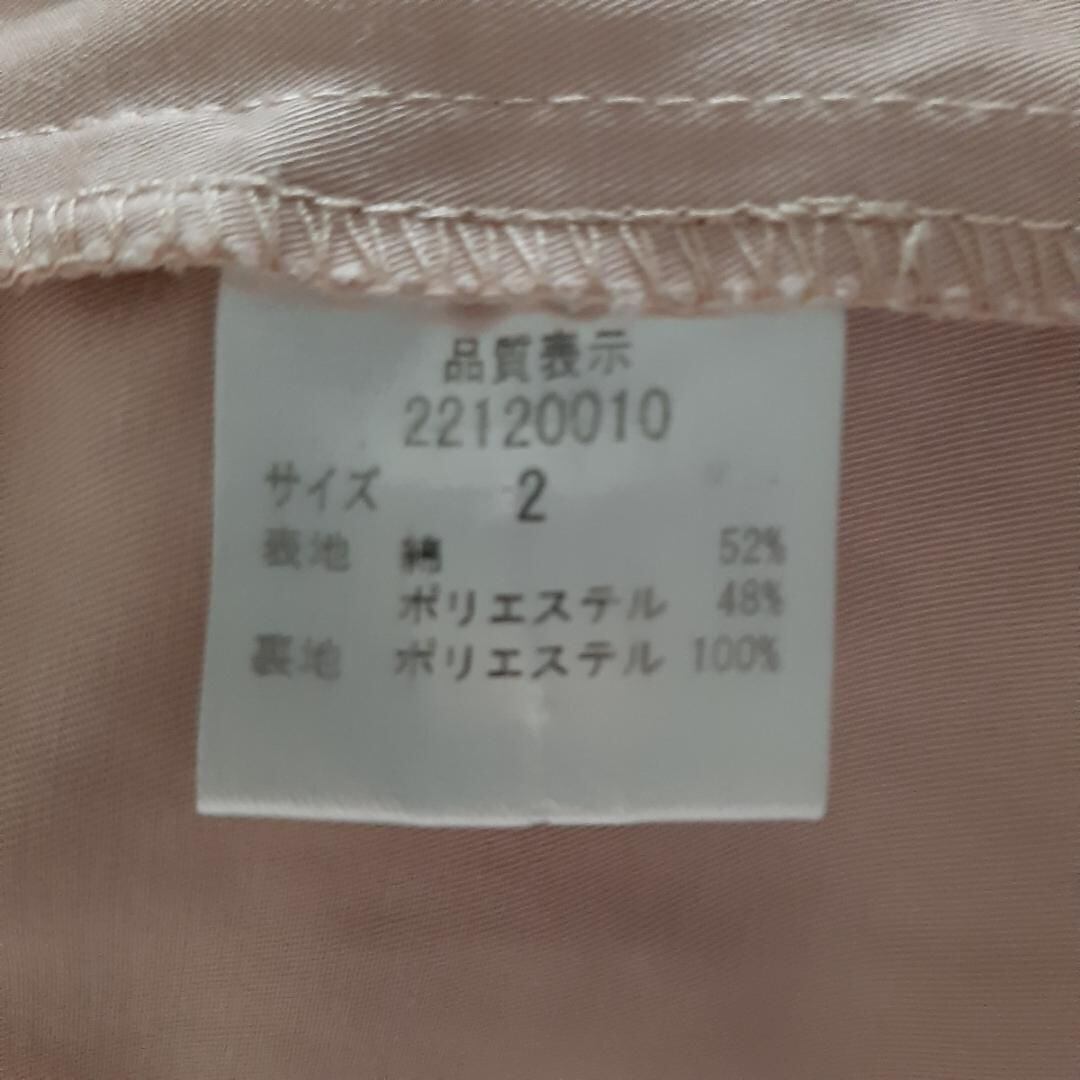 品質表示
22120010
サイズ 2
表地 綿 52%
ポリエステル 48%
裏地 ポリエステル 100%